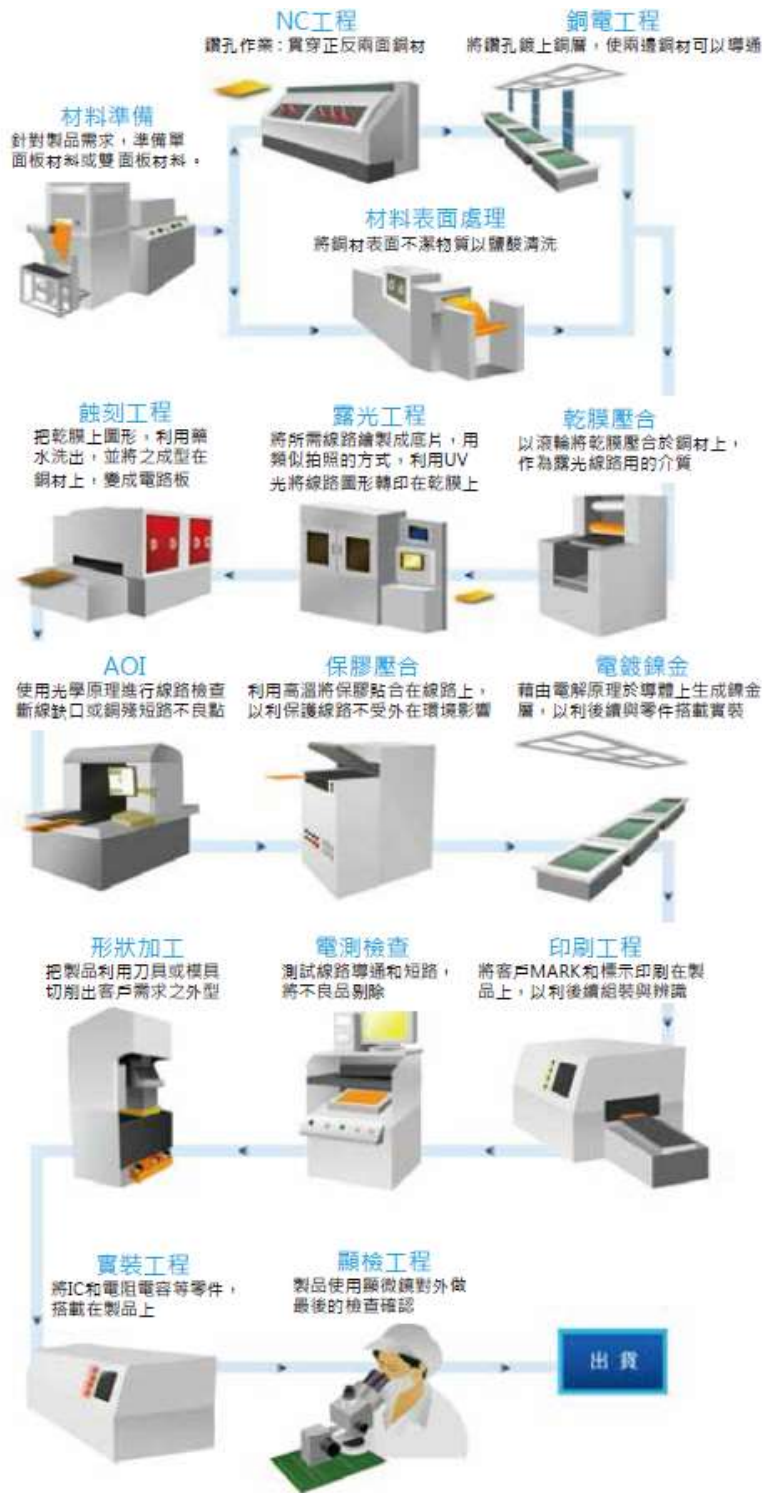 NC工程
鑽孔作業:貫穿正反兩面銅材
銅電工程
將鑽孔鍍上銅層,使兩邊銅材可以導通
材料準備
針對製品需求,準備單
面板材料或雙面板材料。
材料表面處理
將銅材表面不潔物質以鹽酸清洗
蝕刻工程
把乾膜上圖形,利用藥
水洗出,並將之成型在
銅材上,變成電路板
露光工程
將所需線路繪製成底片,用
類似拍照的方式,利用UV
光將線路圖形轉印在乾膜上
乾膜壓合
以滾輪將乾膜壓合於銅材上,
作為露光線路用的介質
AOI
使用光學原理進行線路檢查
斷線缺口或銅殘短路不良點
保膠壓合
利用高溫將保膠貼合在線路上,
以利保護線路不受外在環境影響
電鍍鎳金
藉由電解原理於導體上生成鎳金
層,以利後續與零件搭載實裝
形狀加工
把製品利用刀具或模具
切削出客戶需求之外型
電測檢查
測試線路導通和短路,
將不良品剔除
印刷工程
將客戶MARK和標示印刷在製
品上,以利後續組裝與辨識
實裝工程
將IC和電阻電容等零件,
搭載在製品上
顯檢工程
製品使用顯微鏡對外做
最後的檢查確認
出貨